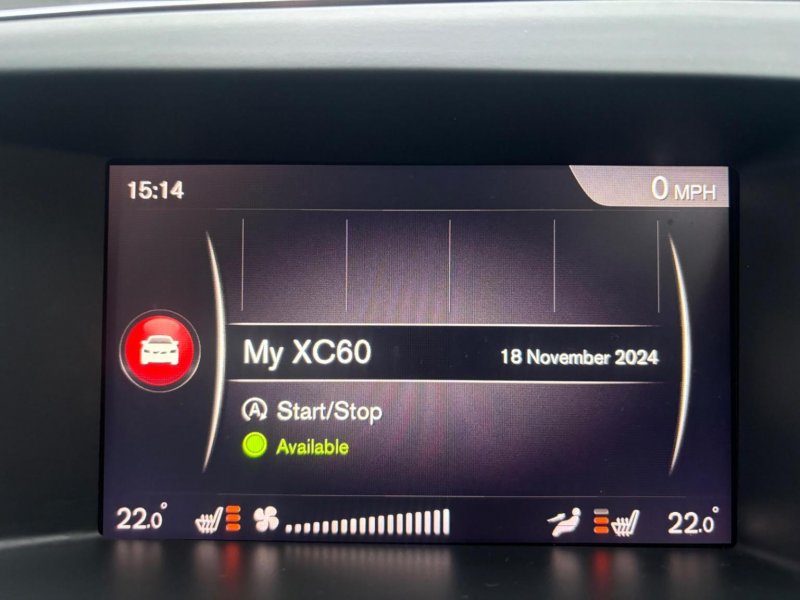 15:14
0 MPH
My XC60
18 November 2024
A Start/Stop
Available
22.0°
22.0°